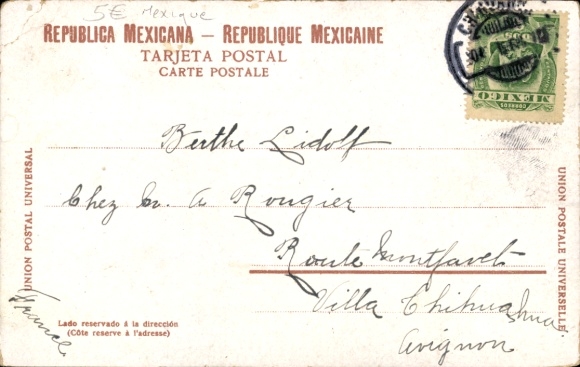 5€ Mexique
REPUBLICA MEXICANA — REPUBLIQUE MEXICAINE
TARJETA POSTAL
CARTE POSTALE
CORREOS
MEXICO
Berthe Lidolf
Chez A Rougier
Route Montfavet
Villa Chihuahua
Avignon
France
UNION POSTAL UNIVERSAL
UNION POSTALE UNIVERSELLE
Lado reservado á la dirección
(Côte reserve à l'adresse)